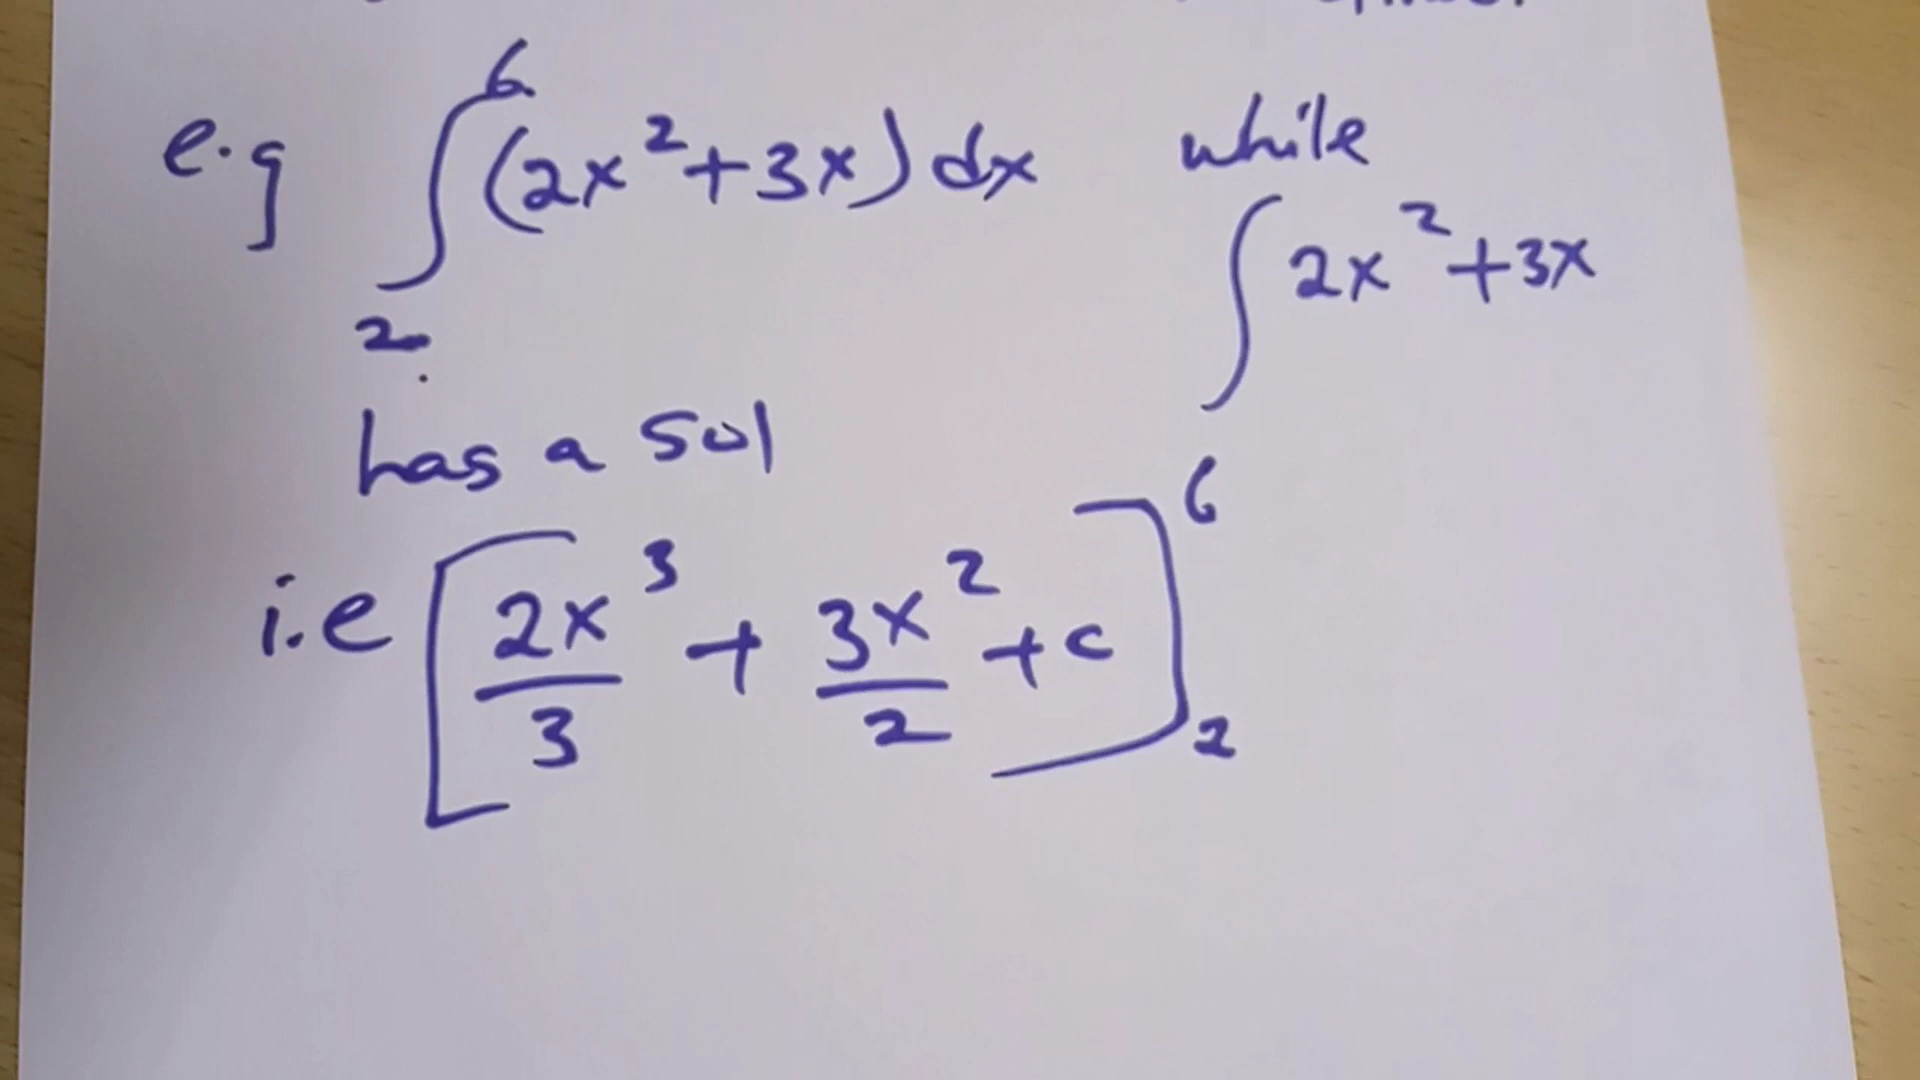 e.g ∫₂⁶ (2x²+3x) dx while
∫ 2x²+3x
has a sol
i.e [2x³/3 + 3x²/2 + c]₂⁶